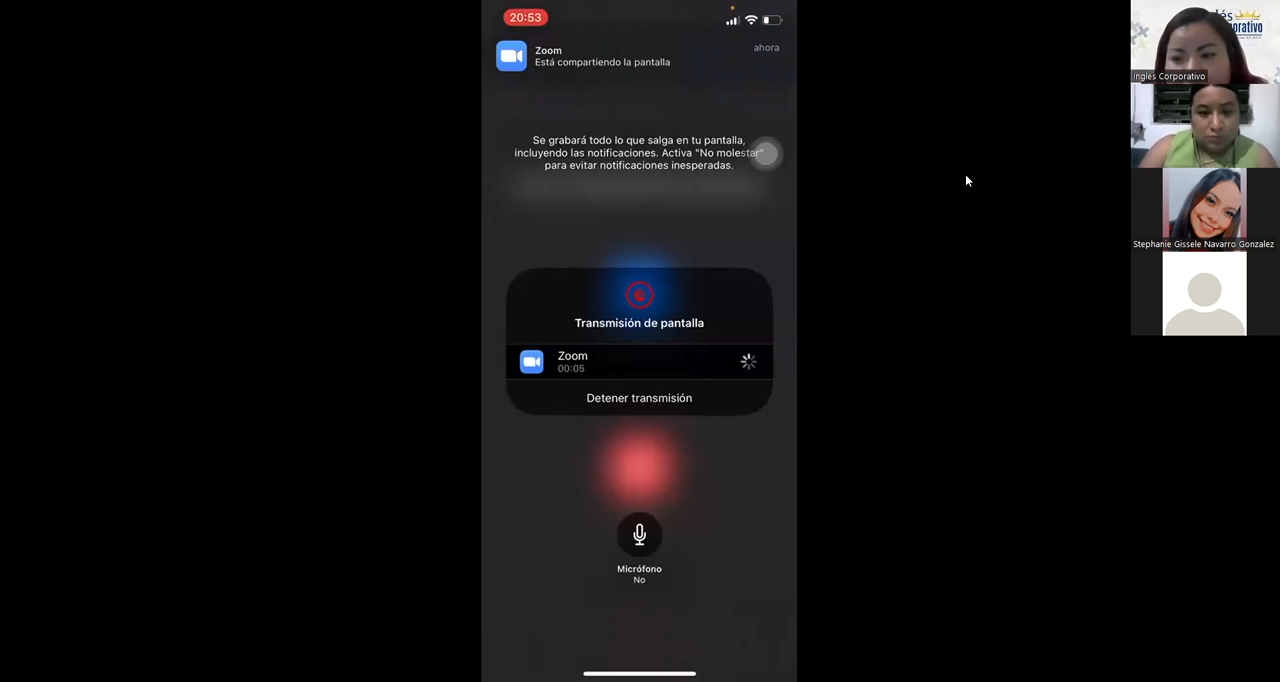 20:53
Zoom
ahora
Está compartiendo la pantalla
Se grabará todo lo que salga en tu pantalla,
incluyendo las notificaciones. Activa "No molestar"
para evitar notificaciones inesperadas.
Transmisión de pantalla
Zoom
00:05
Detener transmisión
Micrófono
No
Ingles Corporativo
Stephanie Gissele Navarro Gonzalez